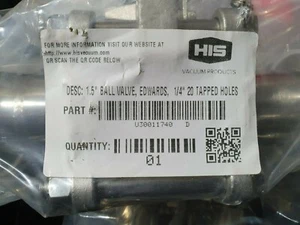 FOR MORE INFORMATION VISIT OUR WEBSITE AT
http://www.hisvacuum.com
OR SCAN THE QR CODE BELOW
HIS
VACUUM PRODUCTS
DESC: 1.5" BALL VALVE, EDWARDS, 1/4" 20 TAPPED HOLES
PART #:
U30011740 D
QUANTITY:
01